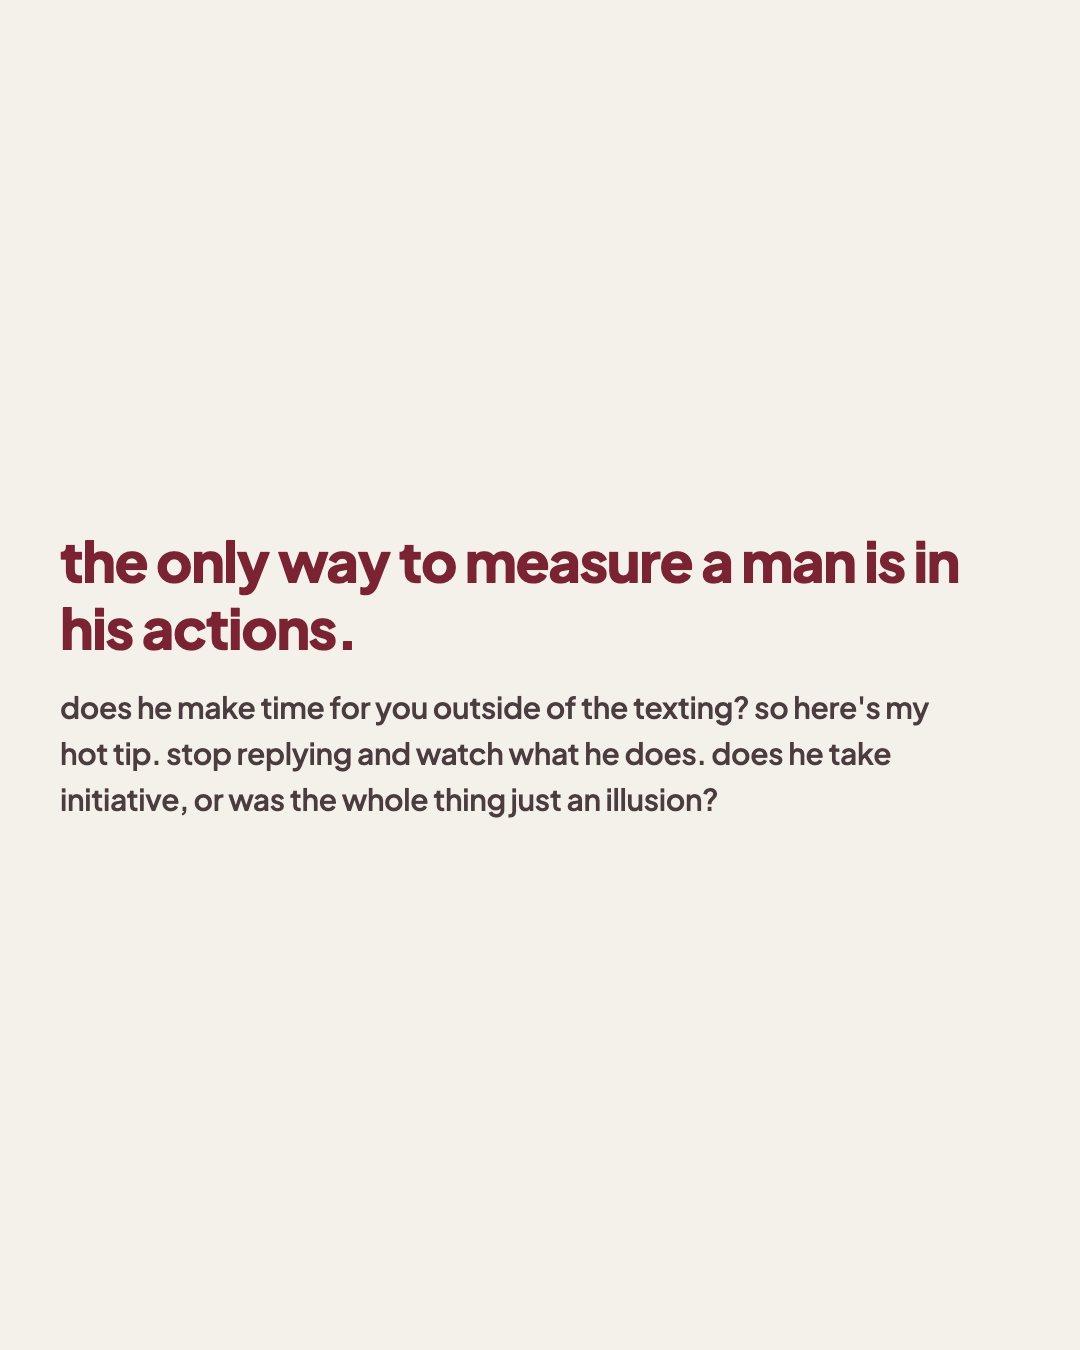 the only way to measure a man is in
his actions.
does he make time for you outside of the texting? so here's my
hot tip. stop replying and watch what he does. does he take
initiative, or was the whole thing just an illusion?